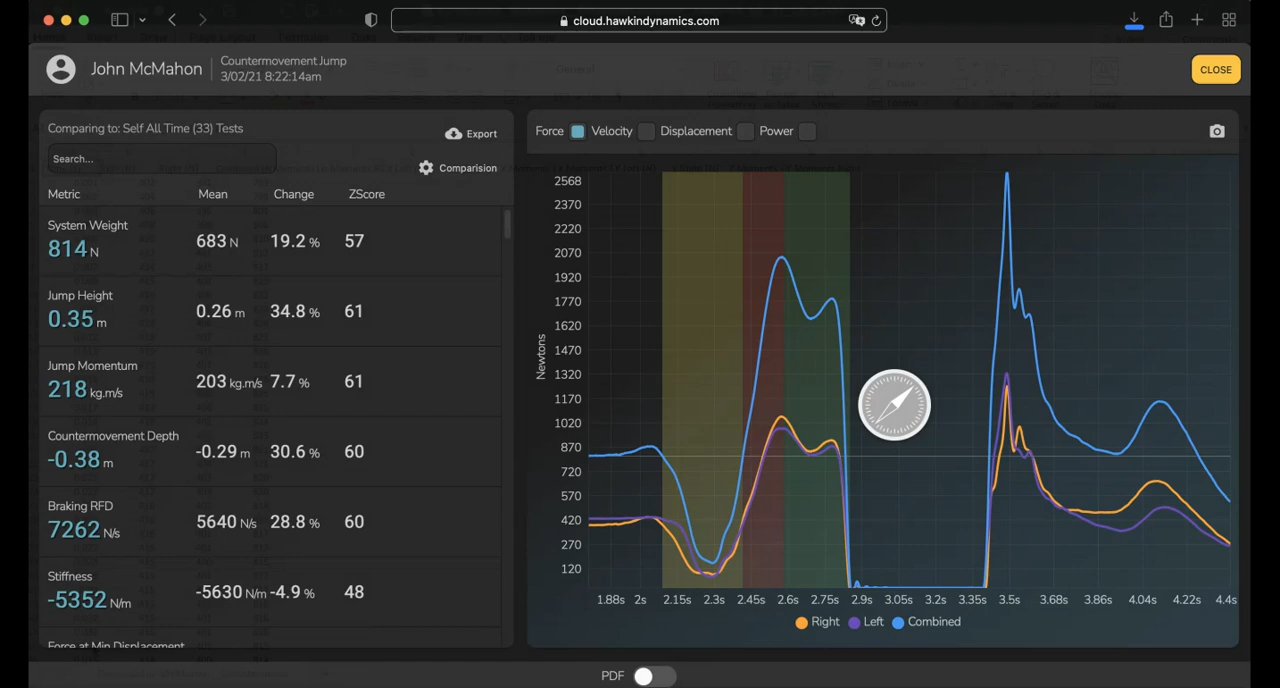 cloud.hawkindynamics.com
John McMahon
Countermovement Jump
3/02/21 8:22:14am
CLOSE
Comparing to: Self All Time (33) Tests
Export
Search...
Comparision
Metric Mean Change ZScore
System Weight
814 N 683 N 19.2 % 57
Jump Height
0.35 m 0.26 m 34.8 % 61
Jump Momentum
218 kg.m/s 203 kg.m/s 7.7 % 61
Countermovement Depth
-0.38 m -0.29 m 30.6 % 60
Braking RFD
7262 N/s 5640 N/s 28.8 % 60
Stiffness
-5352 N/m -5630 N/m -4.9 % 48
Force at Min Displacement
Force Velocity Displacement Power
Newtons
2568
2370
2220
2070
1920
1770
1620
1470
1320
1170
1020
870
720
570
420
270
120
1.88s 2s 2.15s 2.3s 2.45s 2.6s 2.75s 2.9s 3.05s 3.2s 3.35s 3.5s 3.68s 3.86s 4.04s 4.22s 4.4s
Right Left Combined
PDF